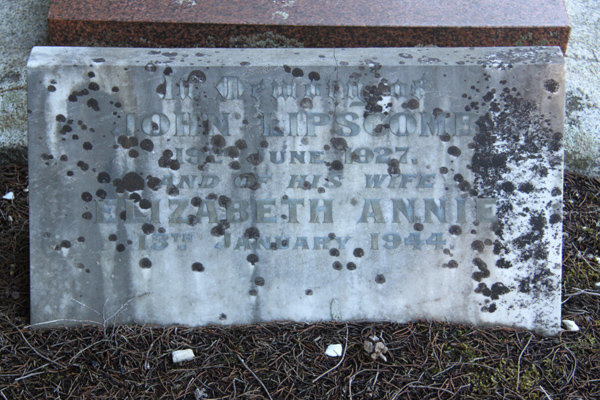 In Memory of
JOHN LIPSCOMB
JUNE 1927.
AND OF HIS WIFE
ELIZABETH ANNIE
13TH JANUARY 1944.